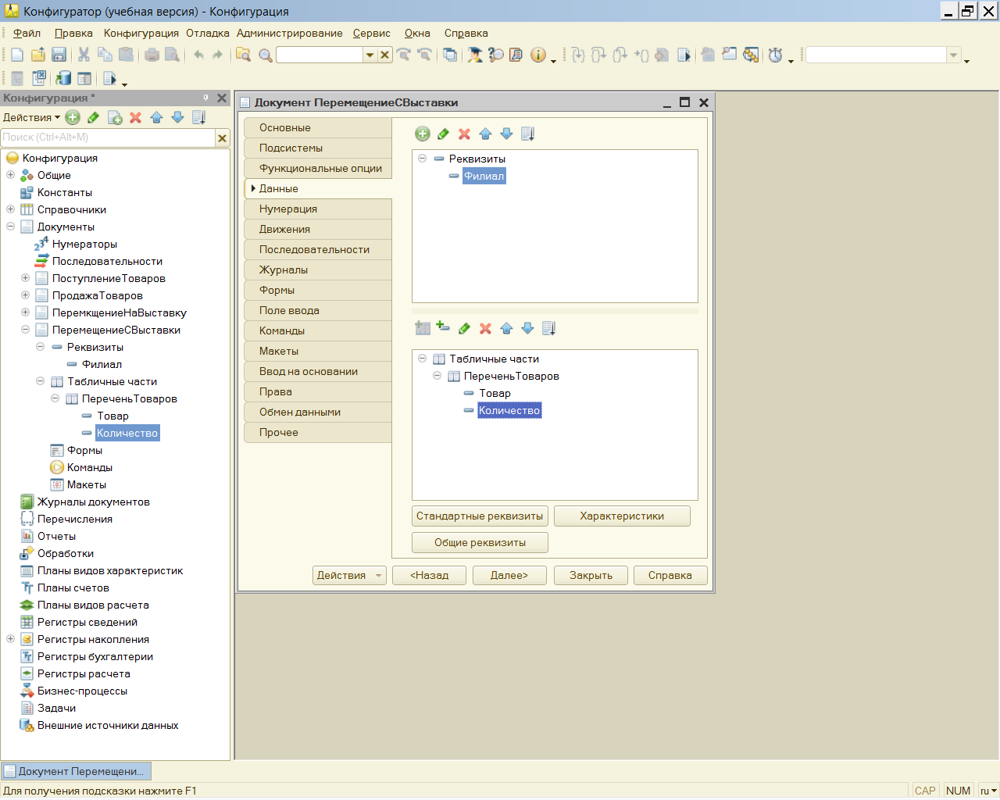 Конфигуратор (учебная версия) - Конфигурация
Файл Правка Конфигурация Отладка Администрирование Сервис Окна Справка
Конфигурация *
Действия
Поиск (Ctrl+Alt+M)
Конфигурация
Общие
Константы
Справочники
Документы
Нумераторы
Последовательности
ПоступлениеТоваров
ПродажаТоваров
ПеремкщениеНаВыставку
ПеремещениеСВыставки
Реквизиты
Филиал
Табличные части
ПереченьТоваров
Товар
Количество
Формы
Команды
Макеты
Журналы документов
Перечисления
Отчеты
Обработки
Планы видов характеристик
Планы счетов
Планы видов расчета
Регистры сведений
Регистры накопления
Регистры бухгалтерии
Регистры расчета
Бизнес-процессы
Задачи
Внешние источники данных
Документ ПеремещениеСВыставки
Основные
Подсистемы
Функциональные опции
Данные
Нумерация
Движения
Последовательности
Журналы
Формы
Поле ввода
Команды
Макеты
Ввод на основании
Права
Обмен данными
Прочее
Реквизиты
Филиал
Табличные части
ПереченьТоваров
Товар
Количество
Стандартные реквизиты Характеристики
Общие реквизиты
Действия <Назад Далее> Закрыть Справка
Документ Перемещени...
Для получения подсказки нажмите F1 CAP NUM ru